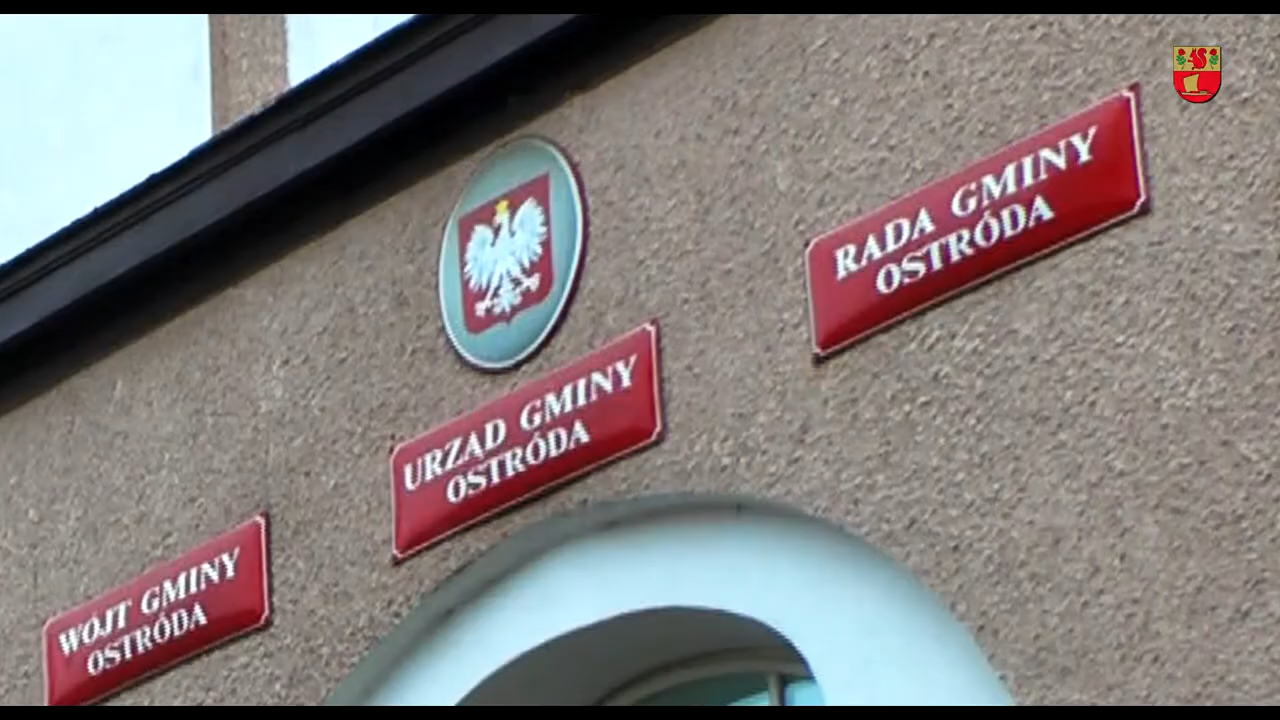 WÓJT GMINY
OSTRÓDA
URZĄD GMINY
OSTRÓDA
RADA GMINY
OSTRÓDA